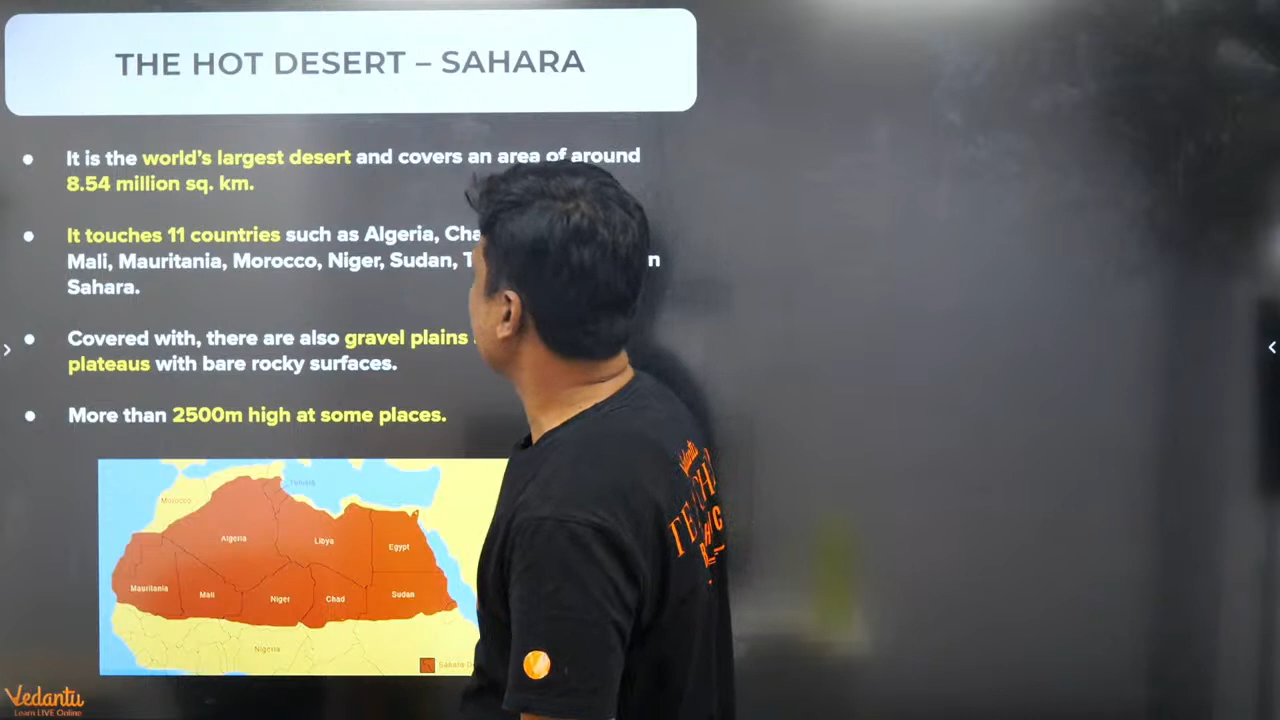 THE HOT DESERT – SAHARA
It is the world's largest desert and covers an area of around
8.54 million sq. km.
It touches 11 countries such as Algeria,
Mali, Mauritania, Morocco, Niger, Sudan,
Sahara.
Covered with, there are also gravel plains
plateaus with bare rocky surfaces.
More than 2500m high at some places.
Tunisia
Morocco
Algeria
Libya
Egypt
Mauritania
Mali
Niger
Chad
Sudan
Nigeria
Sahara
Vedantu
Learn LIVE Online